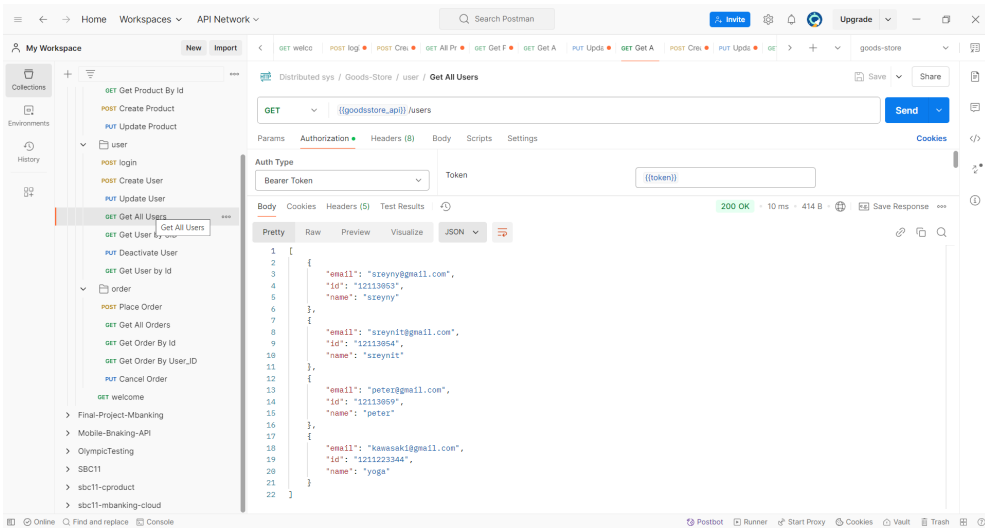 Home Workspaces API Network Search Postman Invite Upgrade
My Workspace New Import GET welcc POST logi POST Cre GET All Pr GET Get F GET Get A PUT Upda GET Get A POST Cre PUT Upda GE goods-store
Collections
Environments
History
GET Get Product By Id
POST Create Product
PUT Update Product
user
POST login
POST Create User
PUT Update User
GET Get All Users
Get All Users
GET Get User
PUT Deactivate User
GET Get User by Id
order
POST Place Order
GET Get All Orders
GET Get Order By Id
GET Get Order By User_ID
PUT Cancel Order
GET welcome
Final-Project-Mbanking
Mobile-Bnaking-API
OlympicTesting
SBC11
sbc11-cproduct
sbc11-mbanking-cloud
Distributed sys / Goods-Store / user / Get All Users Save Share
GET {{goodsstore_api}} /users Send
Params Authorization Headers (8) Body Scripts Settings Cookies
Auth Type
Bearer Token Token {{token}}
Body Cookies Headers (5) Test Results 200 OK 10 ms 414 B Save Response
Pretty Raw Preview Visualize JSON
1 [
2 {
3 "email": "sreyny@gmail.com",
4 "id": "12113053",
5 "name": "sreyny"
6 },
7 {
8 "email": "sreynit@gmail.com",
9 "id": "12113054",
10 "name": "sreynit"
11 },
12 {
13 "email": "peter@gmail.com",
14 "id": "12113059",
15 "name": "peter"
16 },
17 {
18 "email": "kawasaki@gmail.com",
19 "id": "1211223344",
20 "name": "yoga"
21 }
22 ]
Online Find and replace Console Postbot Runner Start Proxy Cookies Vault Trash